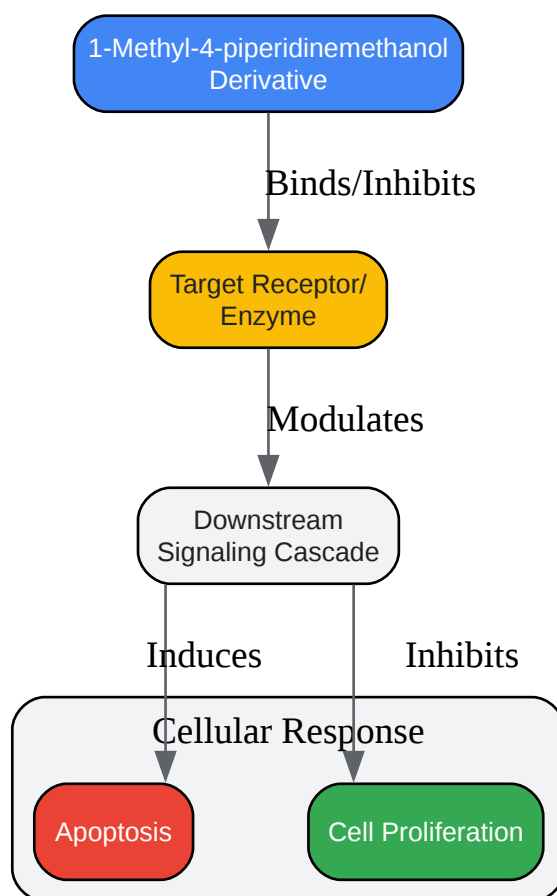 1-Methyl-4-piperidinemethanol
Derivative
Binds/Inhibits
Target Receptor/
Enzyme
Modulates
Downstream
Signaling Cascade
Induces
Inhibits
Cellular Response
Apoptosis
Cell Proliferation